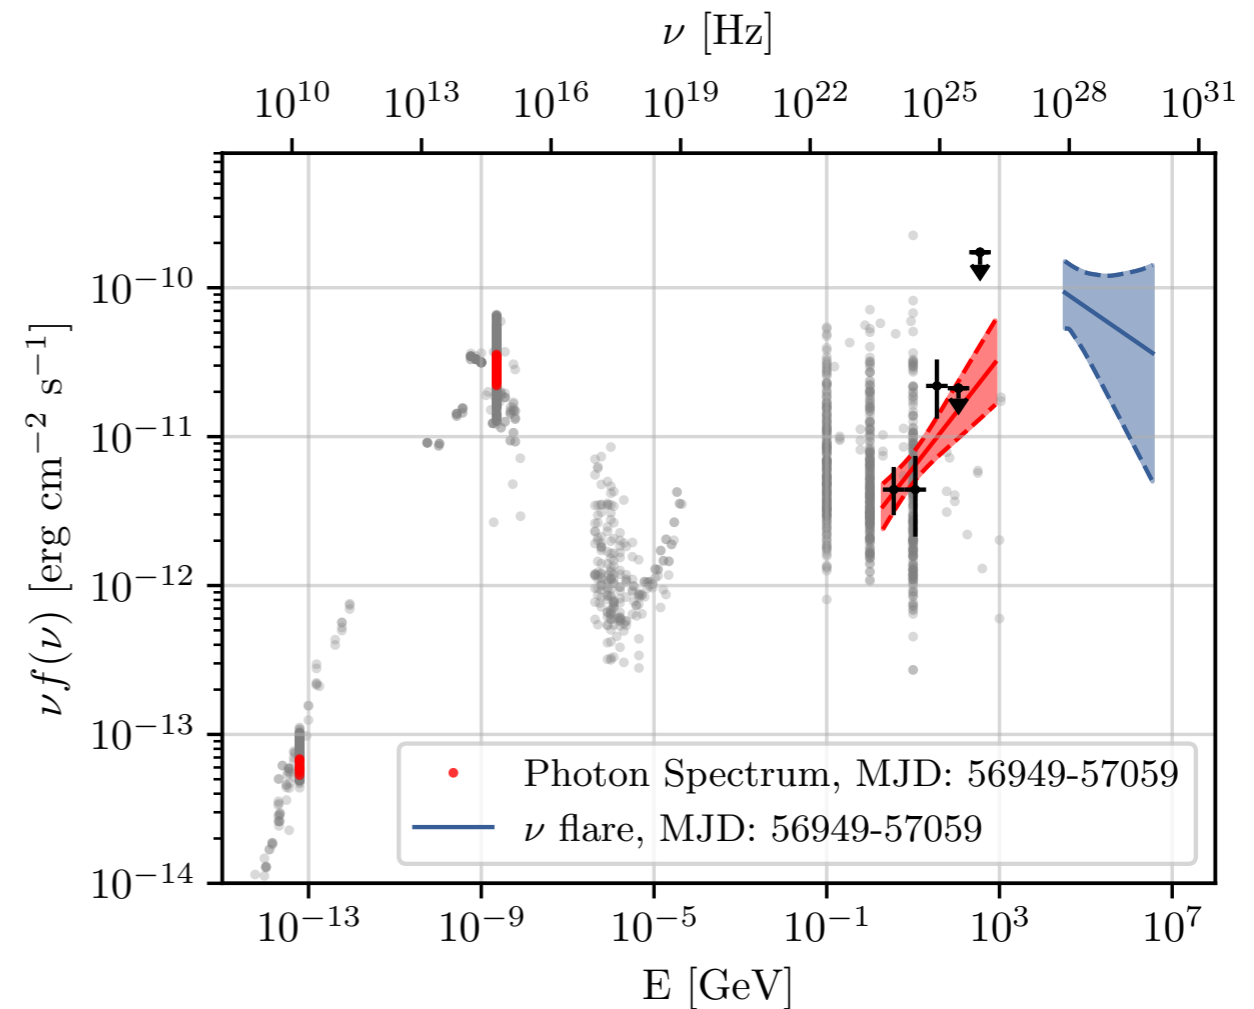 ν [Hz]
10^10 10^13 10^16 10^19 10^22 10^25 10^28 10^31
νf(ν) [erg cm^−2 s^−1]
10^−10
10^−11
10^−12
10^−13
10^−14
Photon Spectrum, MJD: 56949-57059
ν flare, MJD: 56949-57059
10^−13 10^−9 10^−5 10^−1 10^3 10^7
E [GeV]